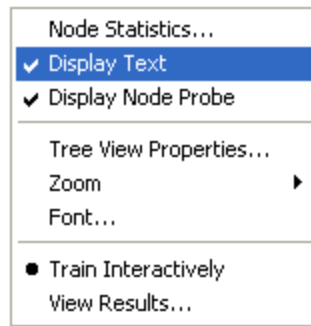 Node Statistics...
Display Text
Display Node Probe
Tree View Properties...
Zoom
Font...
Train Interactively
View Results...